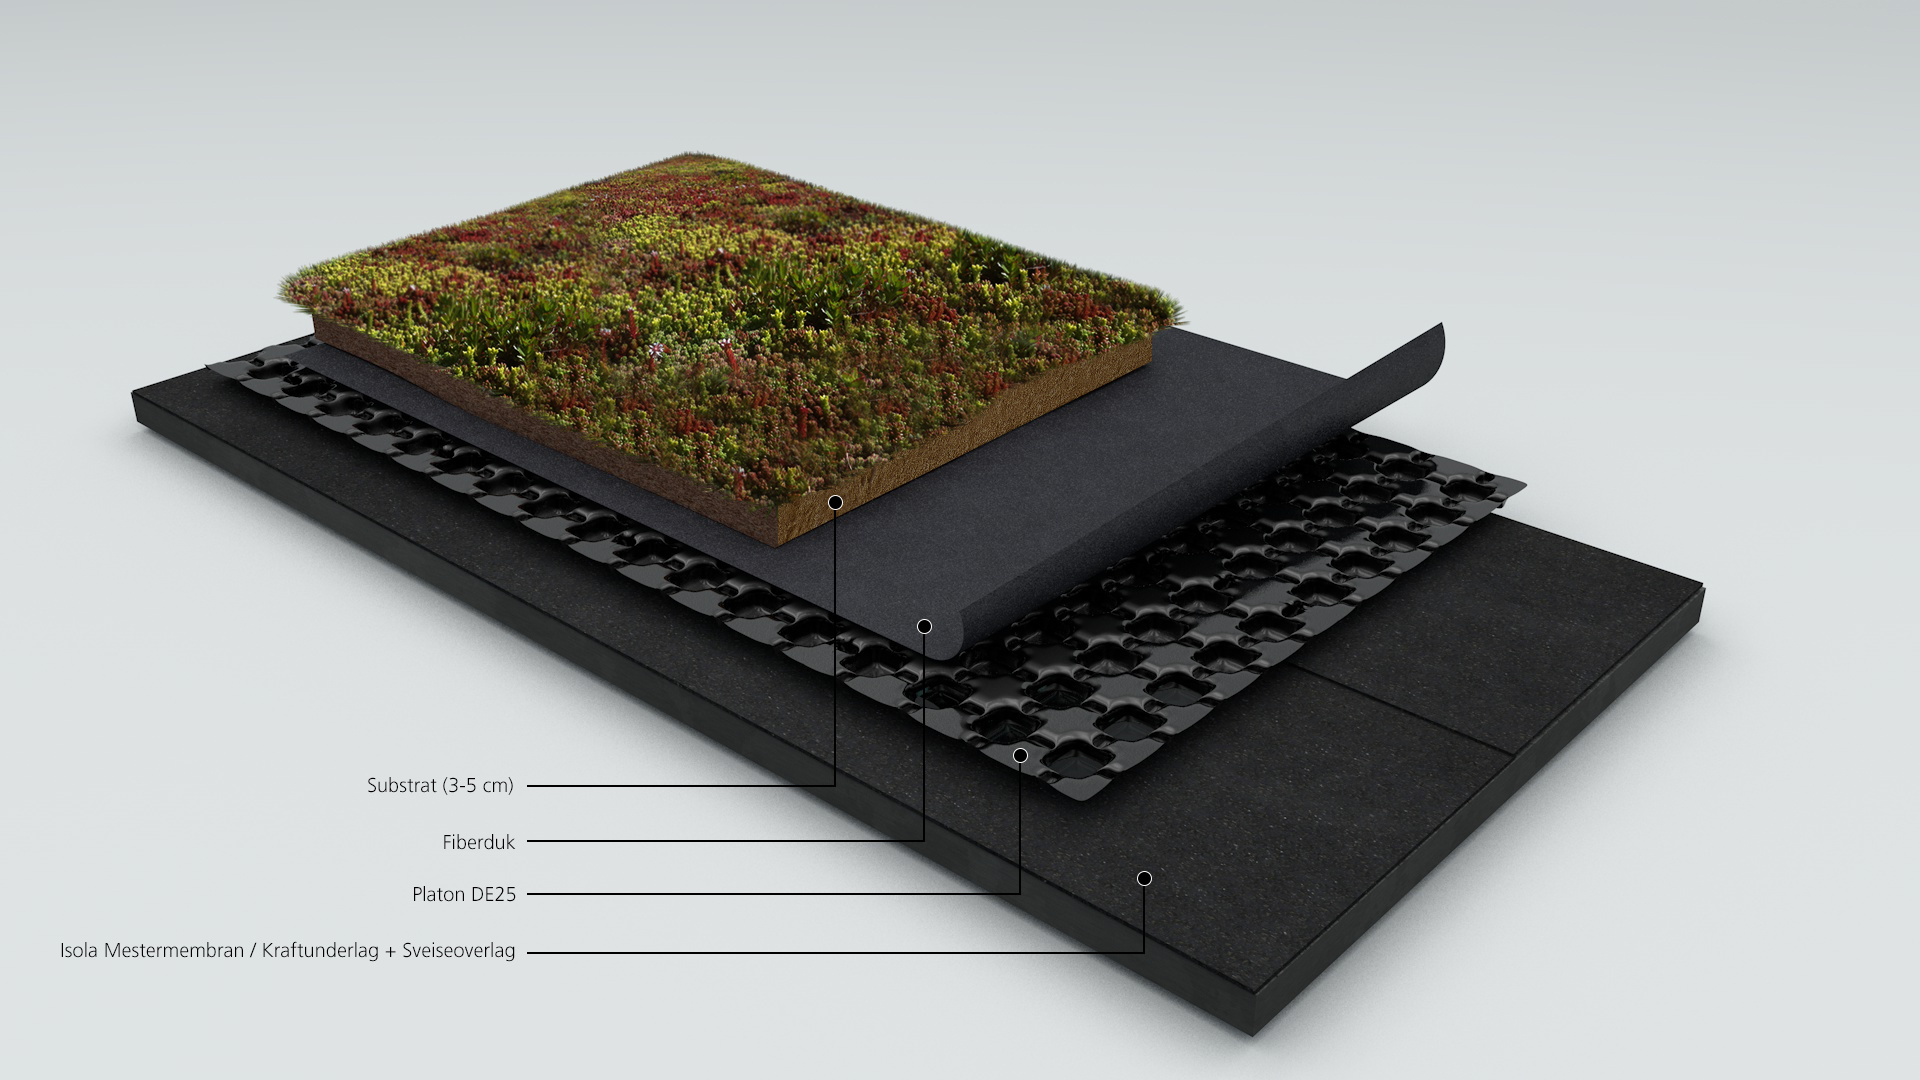 Substrat (3-5 cm)
Fiberduk
Platon DE25
Isola Mestermembran / Kraftunderlag + Sveiseoverlag